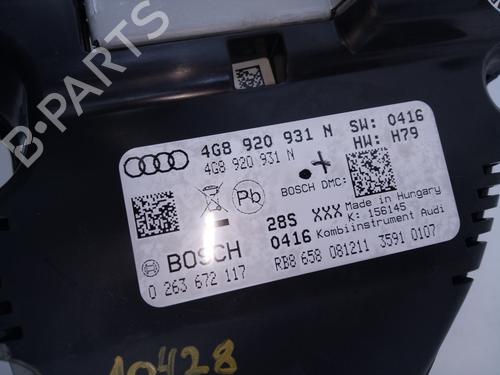 4G8 920 931 N SW: 0416
4G8 920 931 N HW: H79
BOSCH DMC:
Pb
28S XXX Made in Hungary
K: 156145
BOSCH 0416 Kombiinstrument Audi
0 263 672 117 RB8 658 081211 3591 0107
10428
B-PARTS